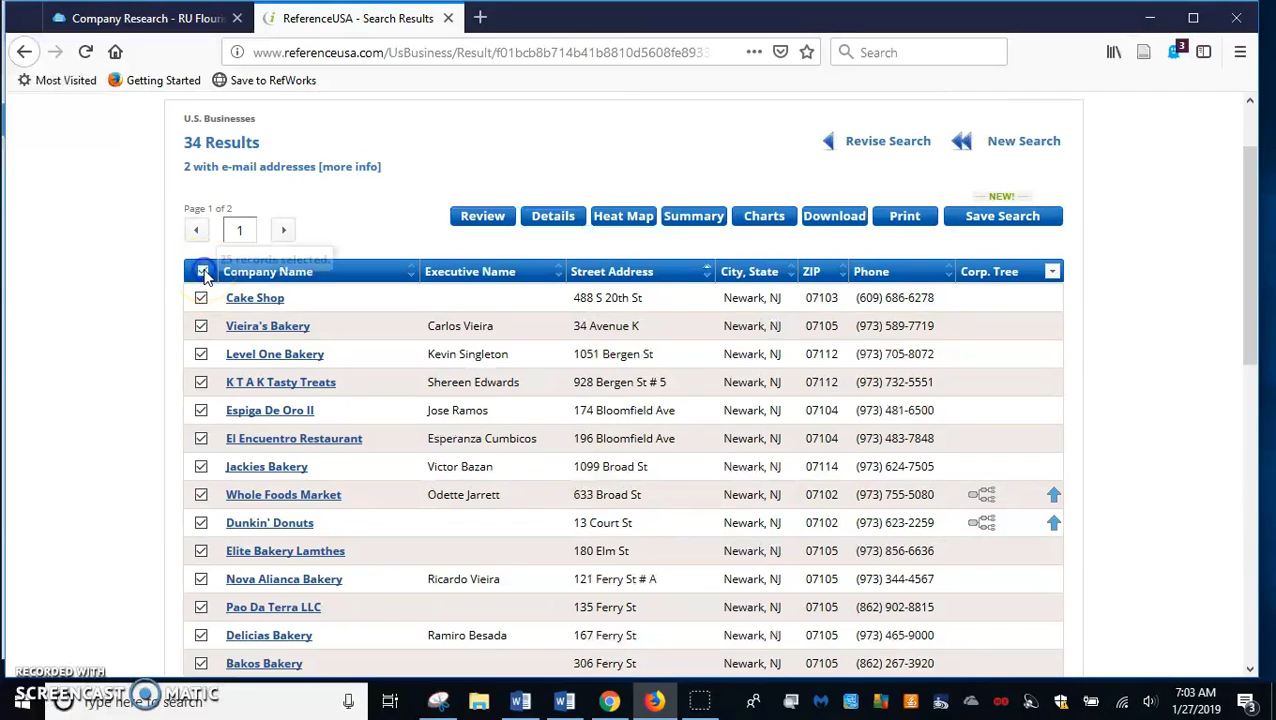 Company Research - RU Flouris
ReferenceUSA - Search Results
www.referenceusa.com/UsBusiness/Result/f01bcb8b714b41b8810d5608fe8933
Search
3
Most Visited
Getting Started
Save to RefWorks
U.S. Businesses
34 Results
Revise Search
New Search
2 with e-mail addresses [more info]
NEW!
Page 1 of 2
1
Review
Details
Heat Map
Summary
Charts
Download
Print
Save Search
25 records selected.
Company Name Executive Name Street Address City, State ZIP Phone Corp. Tree
Cake Shop 488 S 20th St Newark, NJ 07103 (609) 686-6278
Vieira's Bakery Carlos Vieira 34 Avenue K Newark, NJ 07105 (973) 589-7719
Level One Bakery Kevin Singleton 1051 Bergen St Newark, NJ 07112 (973) 705-8072
K T A K Tasty Treats Shereen Edwards 928 Bergen St # 5 Newark, NJ 07112 (973) 732-5551
Espiga De Oro II Jose Ramos 174 Bloomfield Ave Newark, NJ 07104 (973) 481-6500
El Encuentro Restaurant Esperanza Cumbicos 196 Bloomfield Ave Newark, NJ 07104 (973) 483-7848
Jackies Bakery Victor Bazan 1099 Broad St Newark, NJ 07114 (973) 624-7505
Whole Foods Market Odette Jarrett 633 Broad St Newark, NJ 07102 (973) 755-5080
Dunkin' Donuts 13 Court St Newark, NJ 07102 (973) 623-2259
Elite Bakery Lamthes 180 Elm St Newark, NJ 07105 (973) 856-6636
Nova Alianca Bakery Ricardo Vieira 121 Ferry St # A Newark, NJ 07105 (973) 344-4567
Pao Da Terra LLC 135 Ferry St Newark, NJ 07105 (862) 902-8815
Delicias Bakery Ramiro Besada 167 Ferry St Newark, NJ 07105 (973) 465-9000
Bakos Bakery 306 Ferry St Newark, NJ 07105 (862) 267-3920
RECORDED WITH
SCREENCAST MATIC
Type here to search
7:03 AM
1/27/2019
3